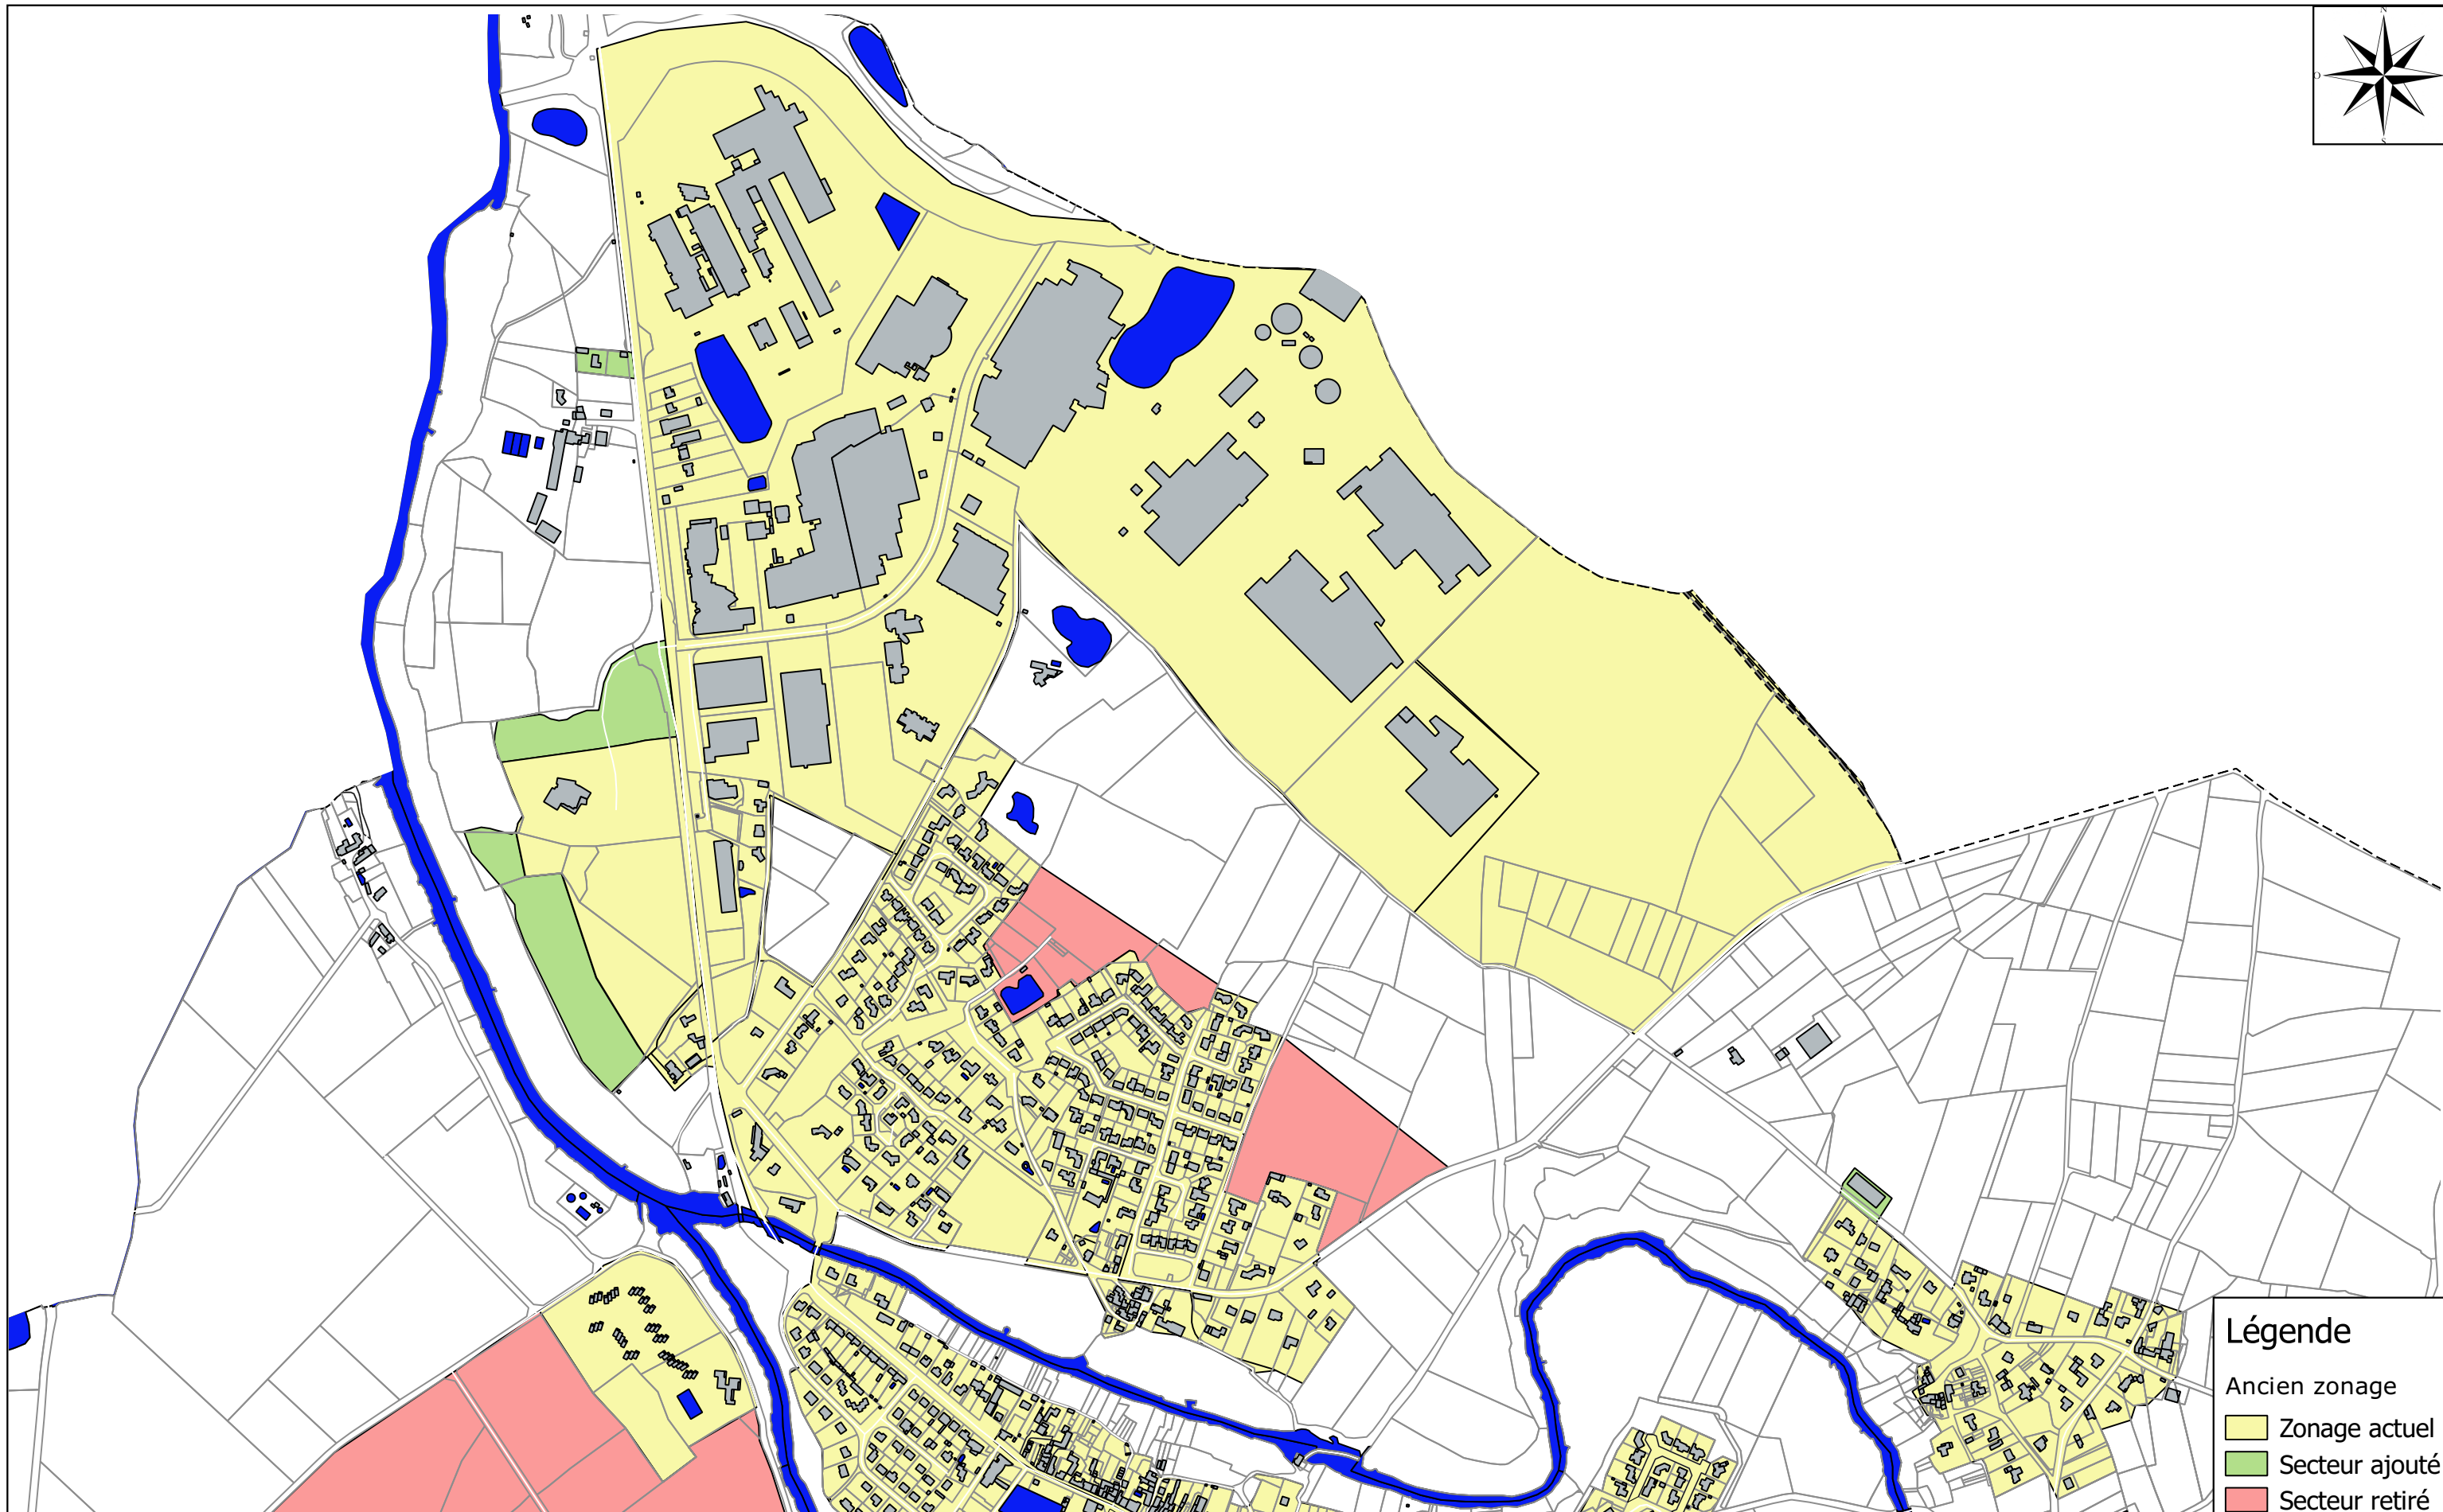 N
O
S
Légende
Ancien zonage
Zonage actuel
Secteur ajouté
Secteur retiré